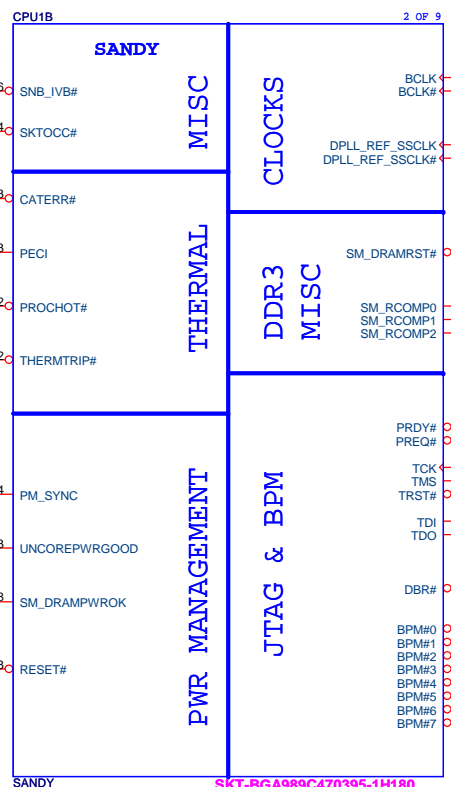 CPU1B
2 OF 9
SANDY
MISC
SNB_IVB#
SKTOCC#
THERMAL
CATERR#
PECI
PROCHOT#
THERMTRIP#
PWR MANAGEMENT
PM_SYNC
UNCOREPWRGOOD
SM_DRAMPWROK
RESET#
CLOCKS
BCLK
BCLK#
DPLL_REF_SSCLK
DPLL_REF_SSCLK#
DDR3
MISC
SM_DRAMRST#
SM_RCOMP0
SM_RCOMP1
SM_RCOMP2
JTAG & BPM
PRDY#
PREQ#
TCK
TMS
TRST#
TDI
TDO
DBR#
BPM#0
BPM#1
BPM#2
BPM#3
BPM#4
BPM#5
BPM#6
BPM#7
SANDY
SKT-BGA989C470395-1H180